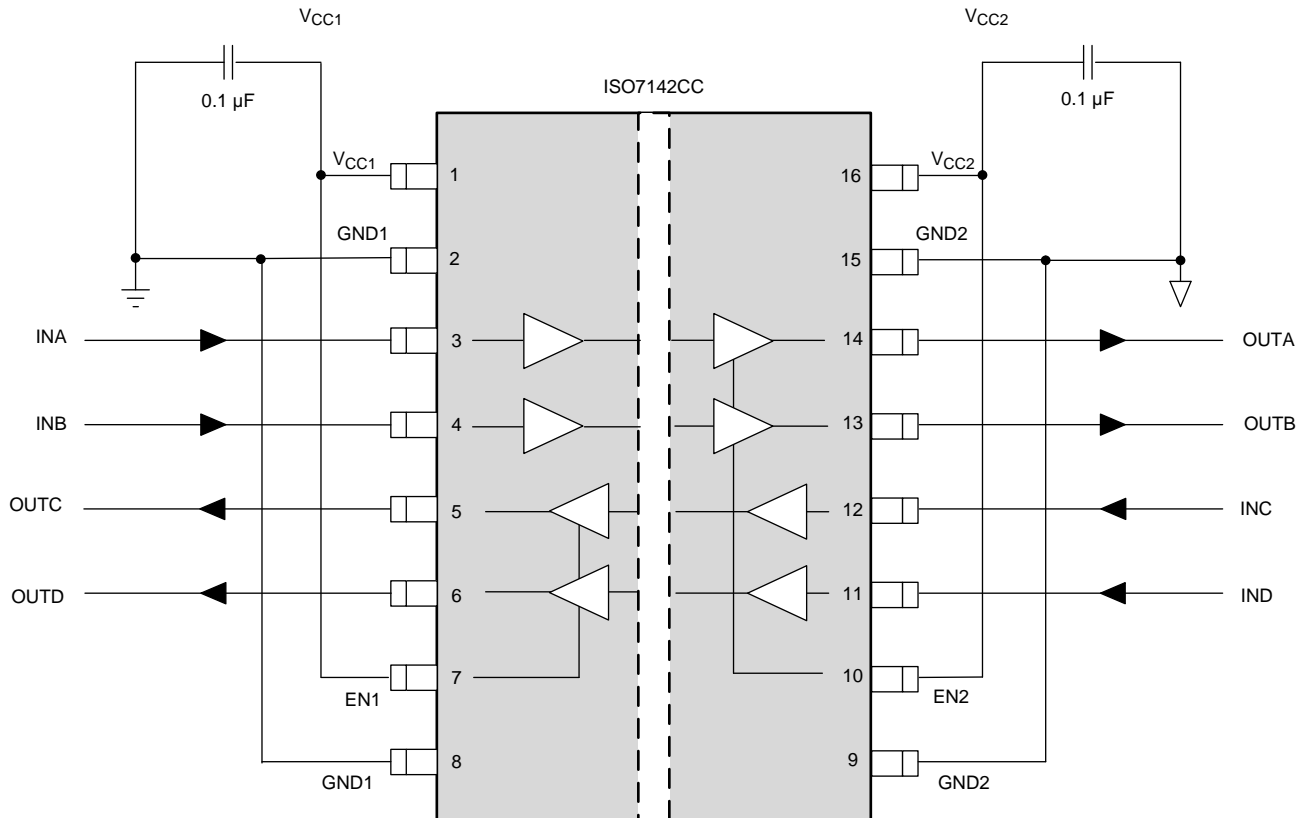 VCC1
VCC2
0.1 µF
0.1 µF
ISO7142CC
VCC1
1
16
VCC2
GND1
2
15
GND2
INA
3
14
OUTA
INB
4
13
OUTB
OUTC
5
12
INC
OUTD
6
11
IND
EN1
7
10
EN2
GND1
8
9
GND2